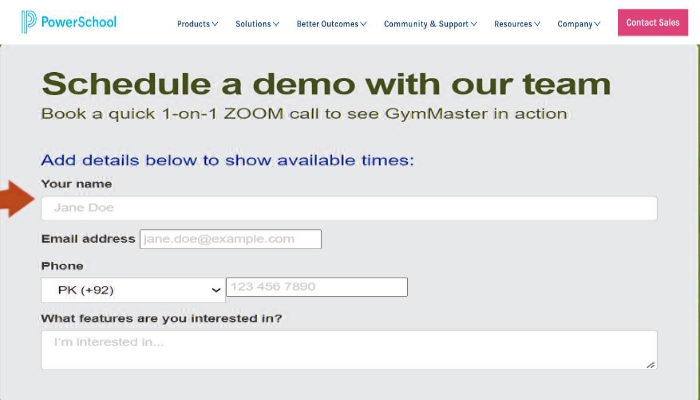 PowerSchool
Products Solutions Better Outcomes Community & Support Resources Company Contact Sales
Schedule a demo with our team
Book a quick 1-on-1 ZOOM call to see GymMaster in action
Add details below to show available times:
Your name
Jane Doe
Email address jane.doe@example.com
Phone
PK (+92) 123 456 7890
What features are you interested in?
I'm interested in...